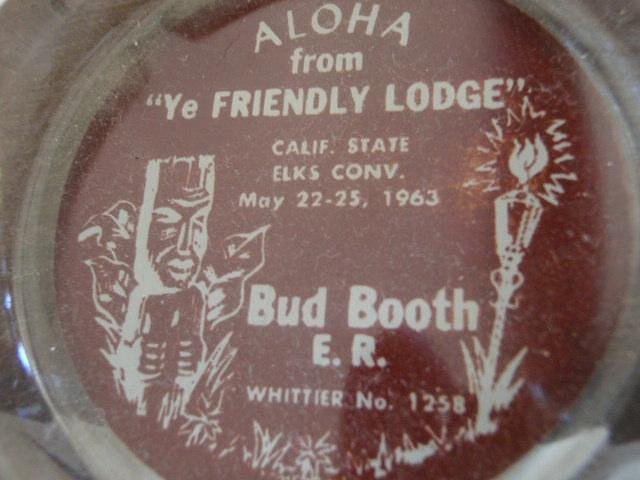 ALOHA
from
"Ye FRIENDLY LODGE"
CALIF. STATE
ELKS CONV.
May 22-25, 1963
Bud Booth
E. R.
WHITTIER No. 1258